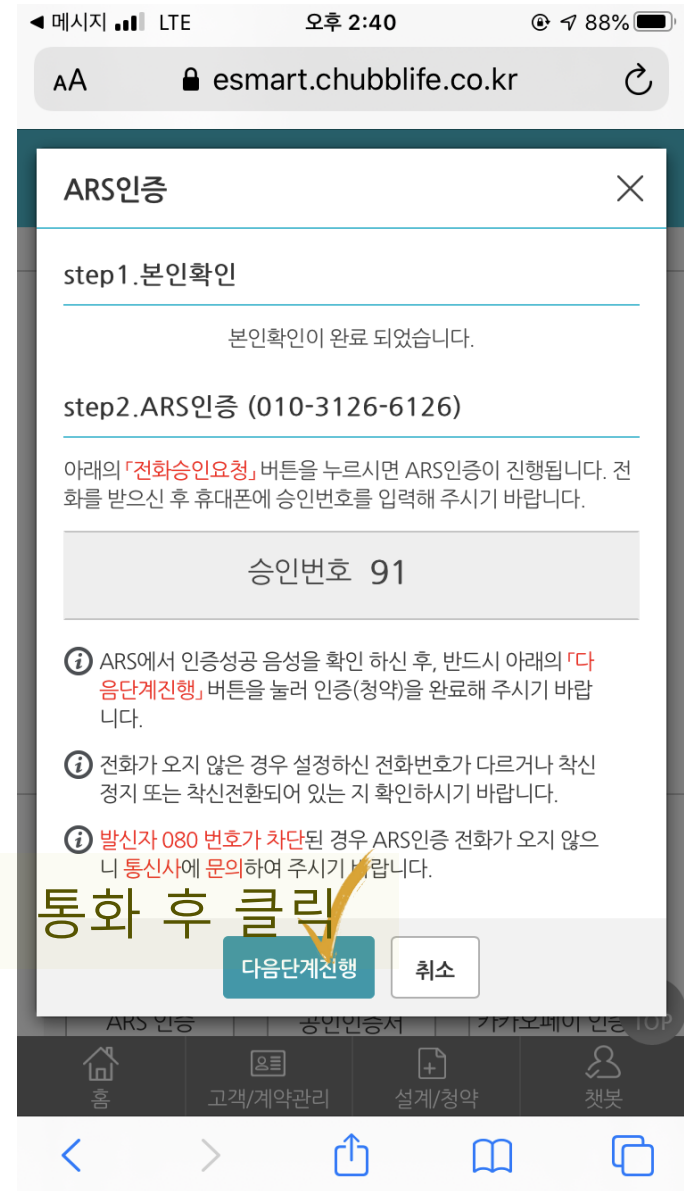 ◀ 메시지 LTE 오후 2:40 88%
AA esmart.chubblife.co.kr
ARS인증
step1.본인확인
본인확인이 완료 되었습니다.
step2.ARS인증 (010-3126-6126)
아래의 「전화승인요청」 버튼을 누르시면 ARS인증이 진행됩니다. 전
화를 받으신 후 휴대폰에 승인번호를 입력해 주시기 바랍니다.
승인번호 91
ARS에서 인증성공 음성을 확인 하신 후, 반드시 아래의 「다
음단계진행」 버튼을 눌러 인증(청약)을 완료해 주시기 바랍
니다.
전화가 오지 않은 경우 설정하신 전화번호가 다르거나 착신
정지 또는 착신전환되어 있는 지 확인하시기 바랍니다.
발신자 080 번호가 차단된 경우 ARS인증 전화가 오지 않으
니 통신사에 문의하여 주시기 바랍니다.
통화 후 클릭
다음단계진행 취소
ARS 인증 공인인증서 카카오페이 인증 TOP
홈 고객/계약관리 설계/청약 챗봇